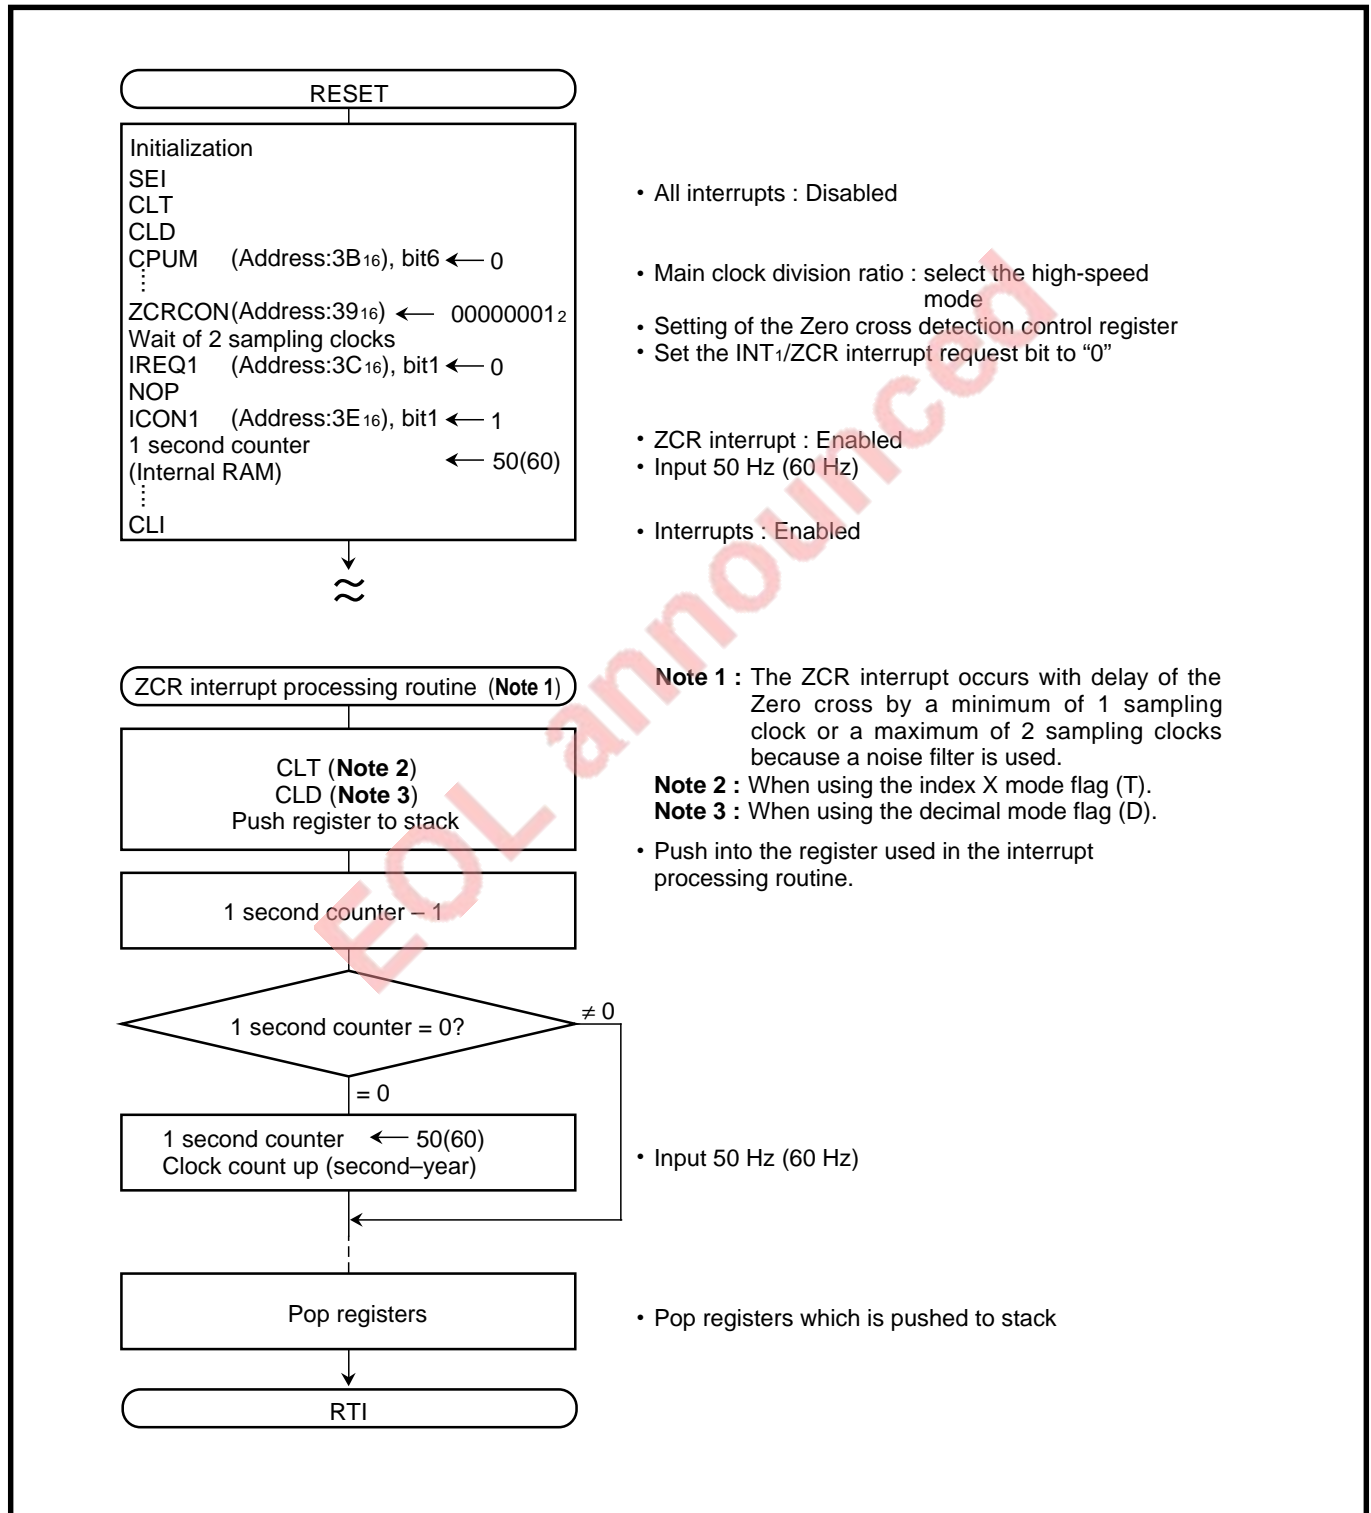 RESET
Initialization
SEI
CLT
CLD
CPUM (Address:3B16), bit6 ← 0
ZCRCON(Address:3916) ← 000000012
Wait of 2 sampling clocks
IREQ1 (Address:3C16), bit1 ← 0
NOP
ICON1 (Address:3E16), bit1 ← 1
1 second counter
(Internal RAM) ← 50(60)
CLI
• All interrupts : Disabled
• Main clock division ratio : select the high-speed
mode
• Setting of the Zero cross detection control register
• Set the INT1/ZCR interrupt request bit to “0”
• ZCR interrupt : Enabled
• Input 50 Hz (60 Hz)
• Interrupts : Enabled
≈
ZCR interrupt processing routine (Note 1)
CLT (Note 2)
CLD (Note 3)
Push register to stack
Note 1 : The ZCR interrupt occurs with delay of the
Zero cross by a minimum of 1 sampling
clock or a maximum of 2 sampling clocks
because a noise filter is used.
Note 2 : When using the index X mode flag (T).
Note 3 : When using the decimal mode flag (D).
• Push into the register used in the interrupt
processing routine.
1 second counter – 1
1 second counter = 0?
≠ 0
= 0
1 second counter ← 50(60)
Clock count up (second–year)
• Input 50 Hz (60 Hz)
Pop registers
• Pop registers which is pushed to stack
RTI
EOL announced